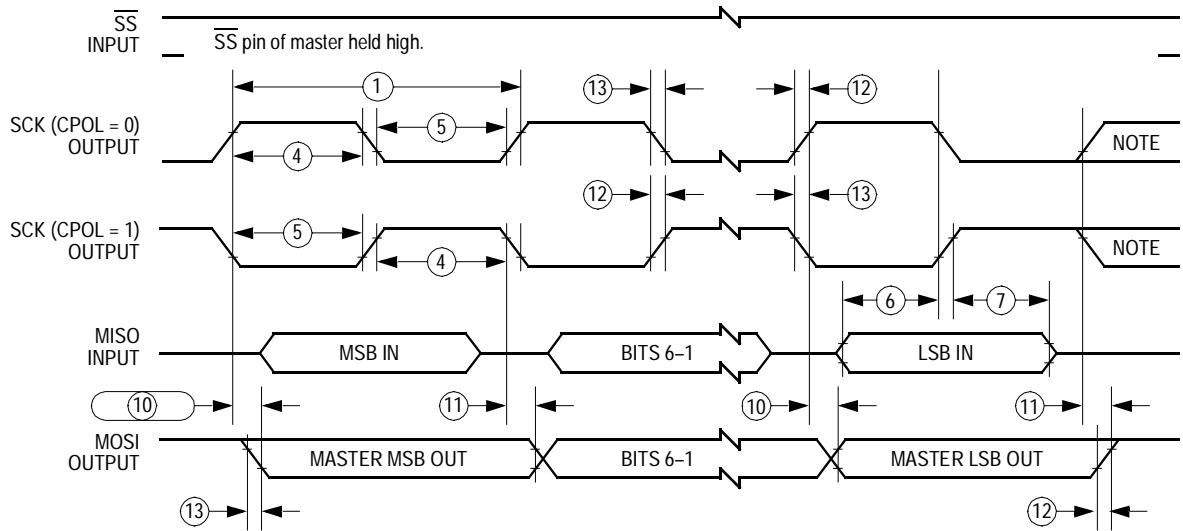 SS
INPUT
SS pin of master held high.
1
13
12
SCK (CPOL = 0)
OUTPUT
5
4
NOTE
12
13
SCK (CPOL = 1)
OUTPUT
5
4
NOTE
6
7
MISO
INPUT
MSB IN
BITS 6–1
LSB IN
10
11
10
11
MOSI
OUTPUT
MASTER MSB OUT
BITS 6–1
MASTER LSB OUT
13
12